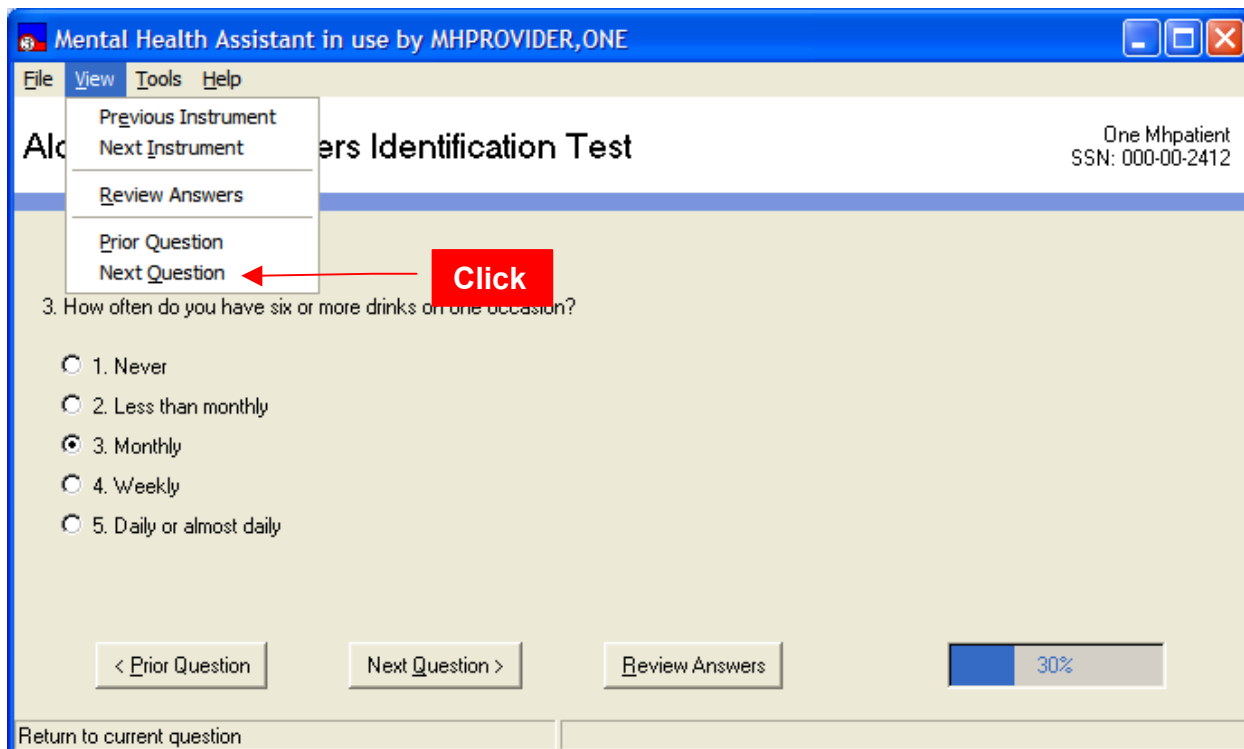 Mental Health Assistant in use by MHPROVIDER,ONE
File View Tools Help
Previous Instrument
Next Instrument
Review Answers
Prior Question
Next Question
ers Identification Test
One Mhpatient
SSN: 000-00-2412
Click
3. How often do you have six or more drinks on one occasion?
1. Never
2. Less than monthly
3. Monthly
4. Weekly
5. Daily or almost daily
< Prior Question
Next Question >
Review Answers
30%
Return to current question